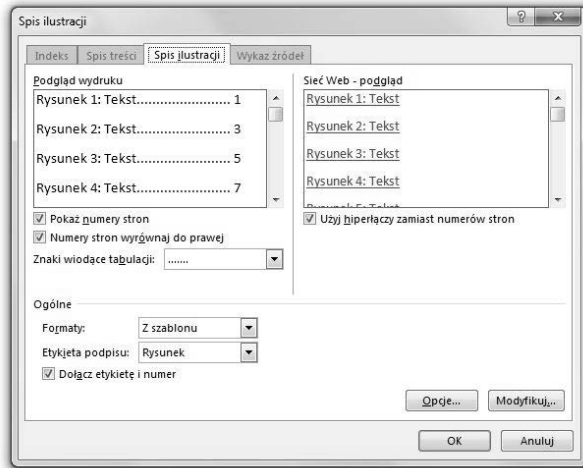 Spis ilustracji
Indeks
Spis treści
Spis ilustracji
Wykaz źródeł
Podgląd wydruku
Rysunek 1: Tekst........................ 1
Rysunek 2: Tekst........................ 3
Rysunek 3: Tekst........................ 5
Rysunek 4: Tekst........................ 7
Pokaż numery stron
Numery stron wyrównaj do prawej
Znaki wiodące tabulacji: .......
Sieć Web - podgląd
Rysunek 1: Tekst
Rysunek 2: Tekst
Rysunek 3: Tekst
Rysunek 4: Tekst
Rysunek 5: Tekst
Użyj hiperłączy zamiast numerów stron
Ogólne
Formaty: Z szablonu
Etykieta podpisu: Rysunek
Dołącz etykietę i numer
Opcje... Modyfikuj...
OK Anuluj